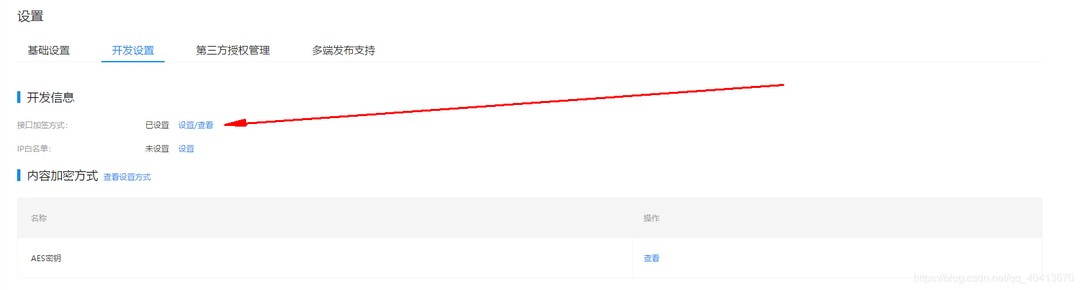 设置
基础设置 开发设置 第三方授权管理 多端发布支持
开发信息
接口加签方式： 已设置 设置/查看
IP白名单： 未设置 设置
内容加密方式 查看设置方式
名称 操作
AES密钥 查看
https://blog.csdn.net/qq_46413670